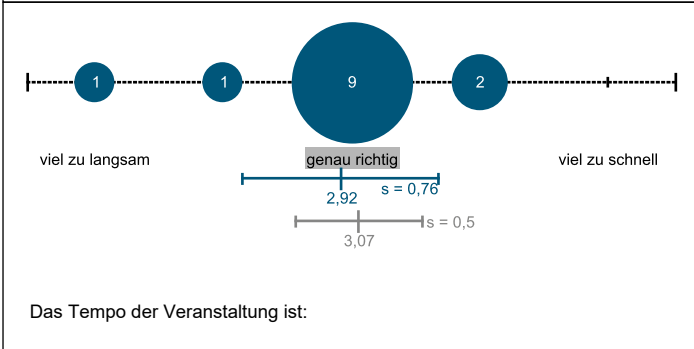 1 1 9 2
viel zu langsam genau richtig viel zu schnell
s = 0,76
2,92
s = 0,5
3,07
Das Tempo der Veranstaltung ist: